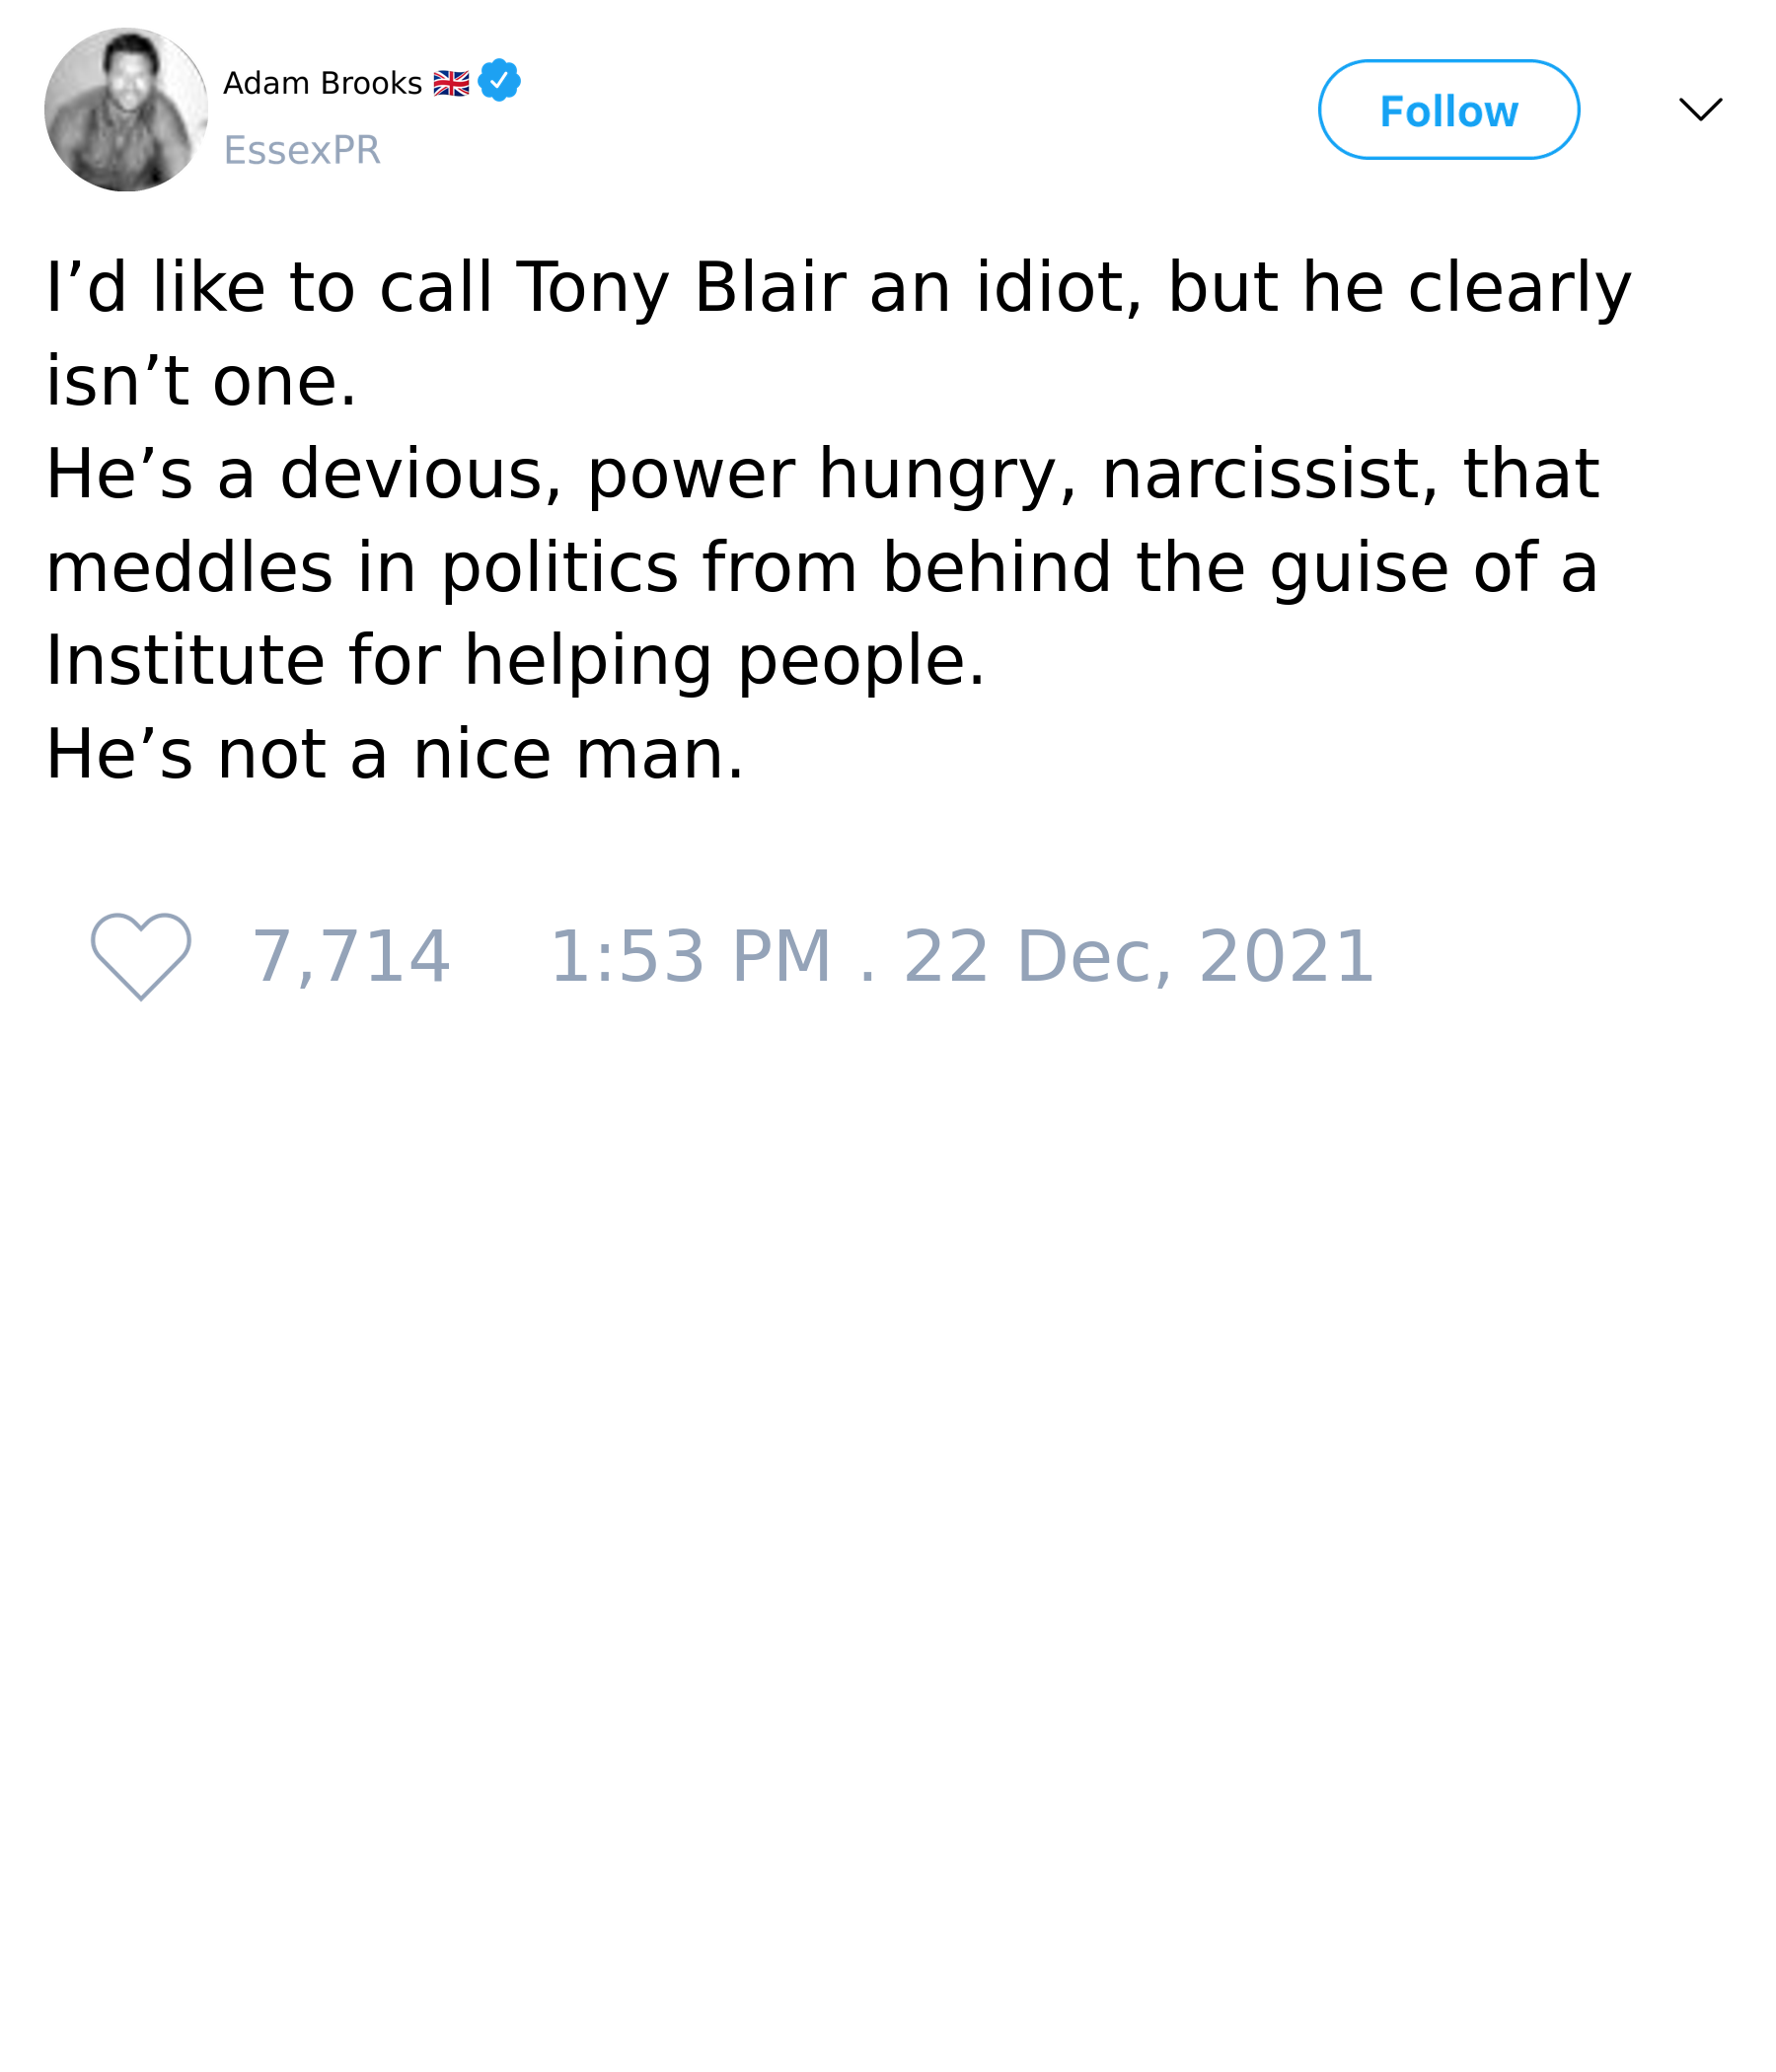 Adam Brooks 🇬🇧
EssexPR
Follow
I’d like to call Tony Blair an idiot, but he clearly
isn’t one.
He’s a devious, power hungry, narcissist, that
meddles in politics from behind the guise of a
Institute for helping people.
He’s not a nice man.
7,714 1:53 PM . 22 Dec, 2021